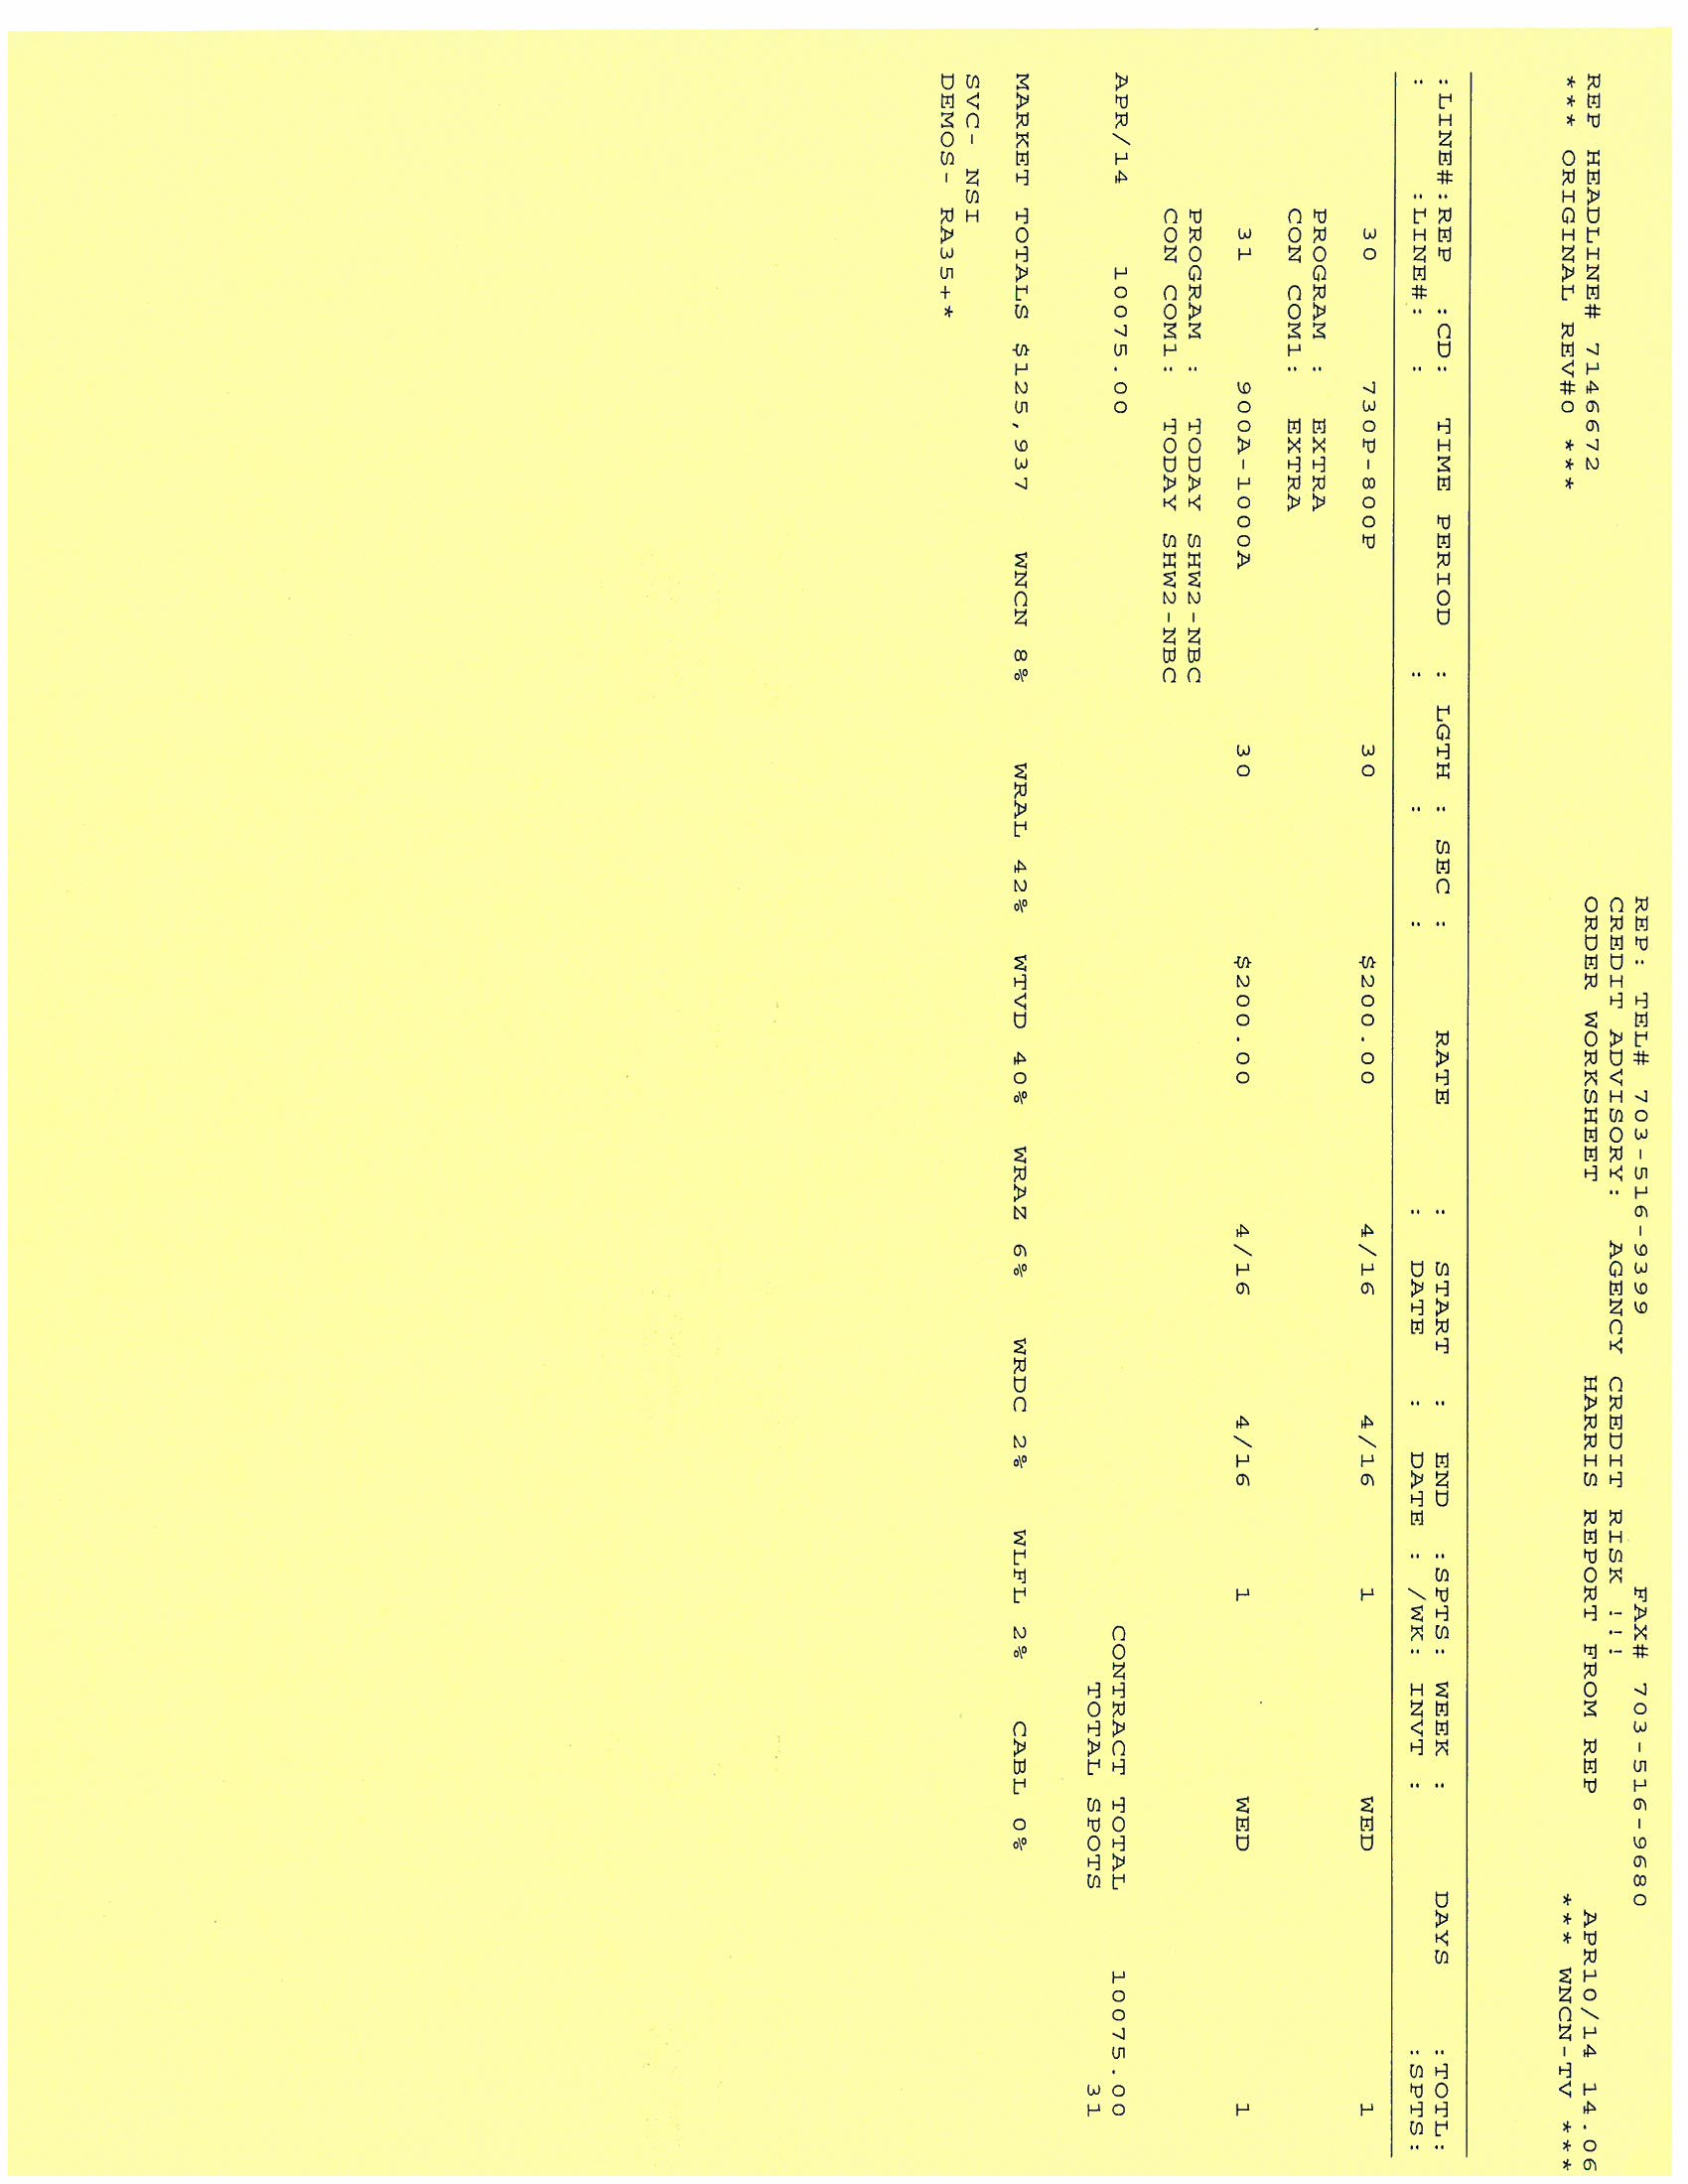 REP: TEL# 703-516-9399 FAX# 703-516-9680
CREDIT ADVISORY: AGENCY CREDIT RISK !!!
REP HEADLINE# 7146672 ORDER WORKSHEET HARRIS REPORT FROM REP APR10/14 14.06
*** ORIGINAL REV#0 *** *** WNCN-TV ***
:LINE#:REP :CD: TIME PERIOD : LGTH : SEC : RATE : START : END :SPTS: WEEK : DAYS :TOTL:
: :LINE#: : : : : : DATE : DATE : /WK: INVT : :SPTS:
30 730P-800P 30 $200.00 4/16 4/16 1 WED 1
PROGRAM : EXTRA
CON COM1: EXTRA
31 900A-1000A 30 $200.00 4/16 4/16 1 WED 1
PROGRAM : TODAY SHW2-NBC
CON COM1: TODAY SHW2-NBC
APR/14 10075.00 CONTRACT TOTAL 10075.00
TOTAL SPOTS 31
MARKET TOTALS $125,937 WNCN 8% WRAL 42% WTVD 40% WRAZ 6% WRDC 2% WLFL 2% CABL 0%
SVC- NSI
DEMOS- RA35+*